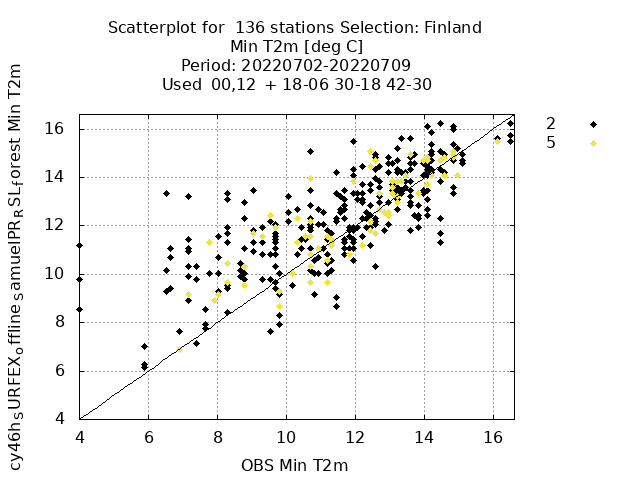 Scatterplot for 136 stations Selection: Finland
Min T2m [deg C]
Period: 20220702-20220709
Used 00,12 + 18-06 30-18 42-30
cy46h_SURFEX_offline_samuelPR_R SL_forest Min T2m
16
14
12
10
8
6
4
4 6 8 10 12 14 16
OBS Min T2m
2
5